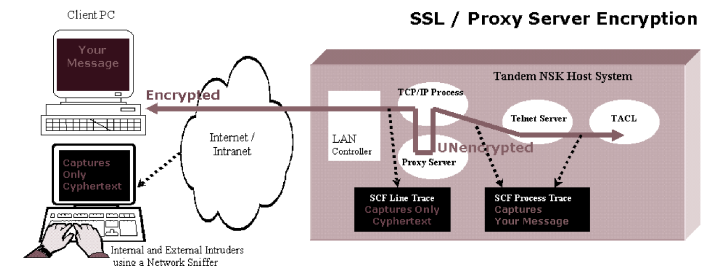 SSL / Proxy Server Encryption
Client PC
Your
Message
Encrypted
Internet /
Intranet
Captures
Only
Cyphertext
Internal and External Intruders
using a Network Sniffer
Tandem NSK Host System
TCP/IP Process
LAN
Controller
Proxy Server
UNencrypted
Telnet Server
TACL
SCF Line Trace
Captures Only
Cyphertext
SCF Process Trace
Captures
Your Message